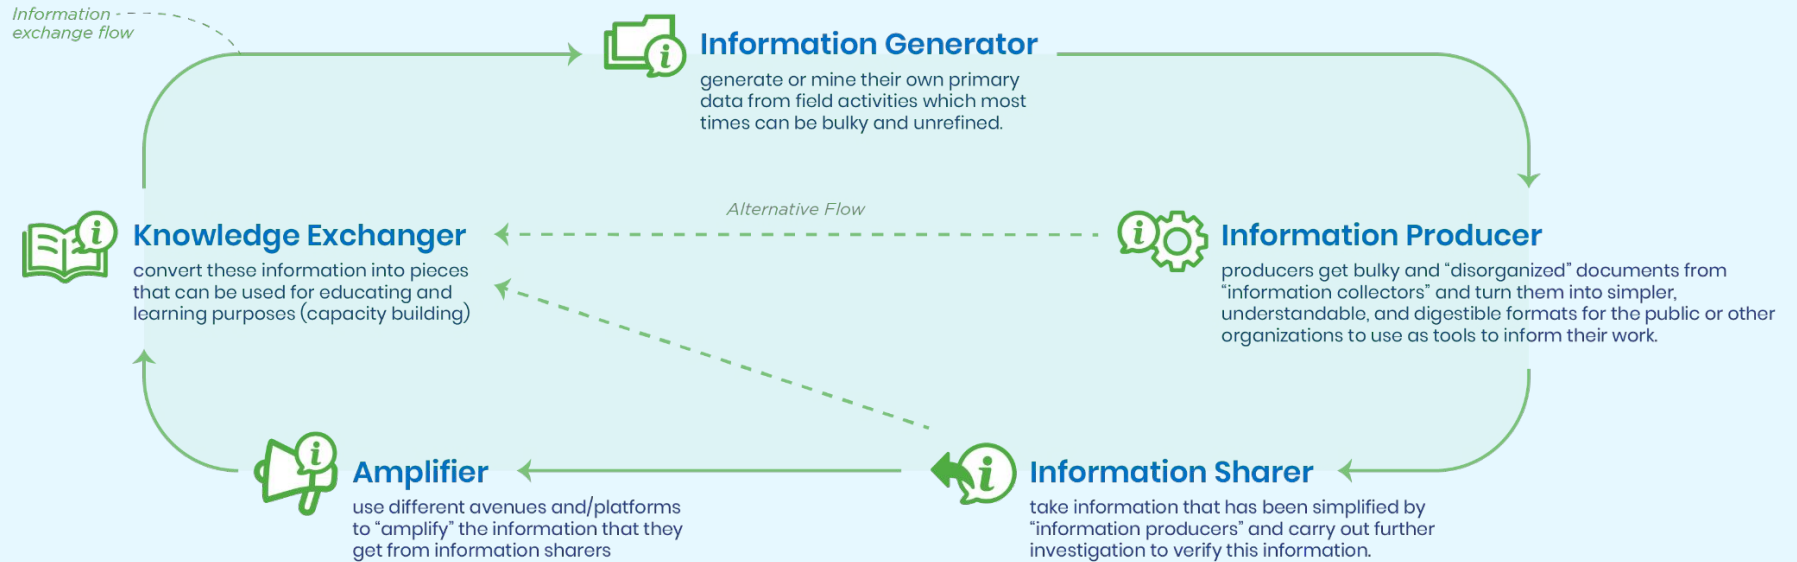 Information
exchange flow
Information Generator
generate or mine their own primary
data from field activities which most
times can be bulky and unrefined.
Alternative Flow
Knowledge Exchanger
convert these information into pieces
that can be used for educating and
learning purposes (capacity building)
Information Producer
producers get bulky and “disorganized” documents from
“information collectors” and turn them into simpler,
understandable, and digestible formats for the public or other
organizations to use as tools to inform their work.
Amplifier
use different avenues and/platforms
to “amplify” the information that they
get from information sharers
Information Sharer
take information that has been simplified by
“information producers” and carry out further
investigation to verify this information.